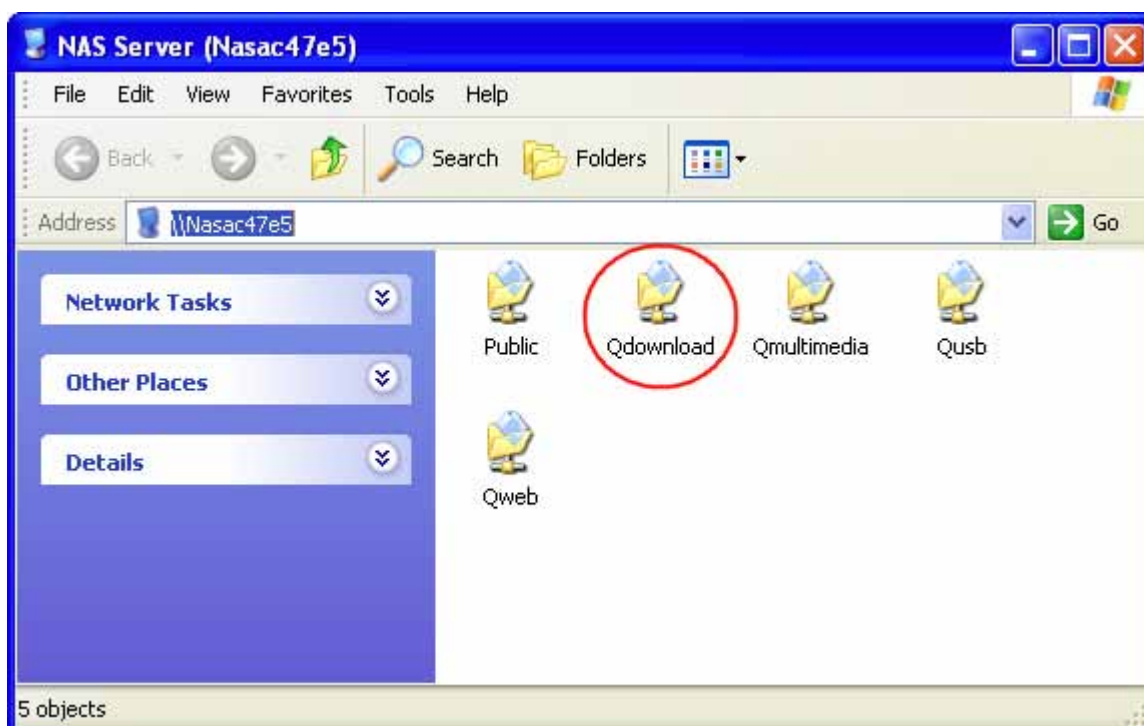 NAS Server (Nasac47e5)
File Edit View Favorites Tools Help
Back Search Folders
Address \\Nasac47e5 Go
Network Tasks
Other Places
Details
Public Qdownload Qmultimedia Qusb
Qweb
5 objects